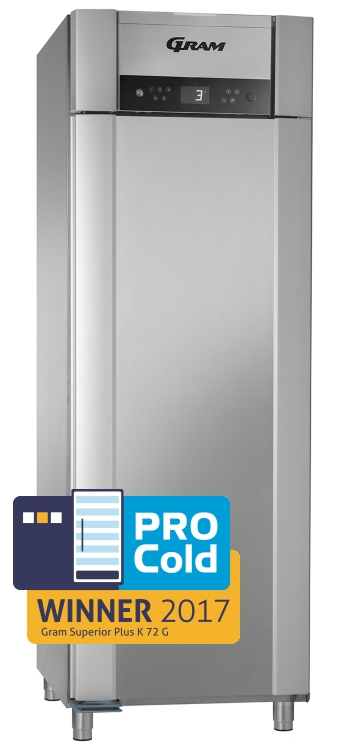 GRAM
3
PRO
Cold
WINNER 2017
Gram Superior Plus K 72 G